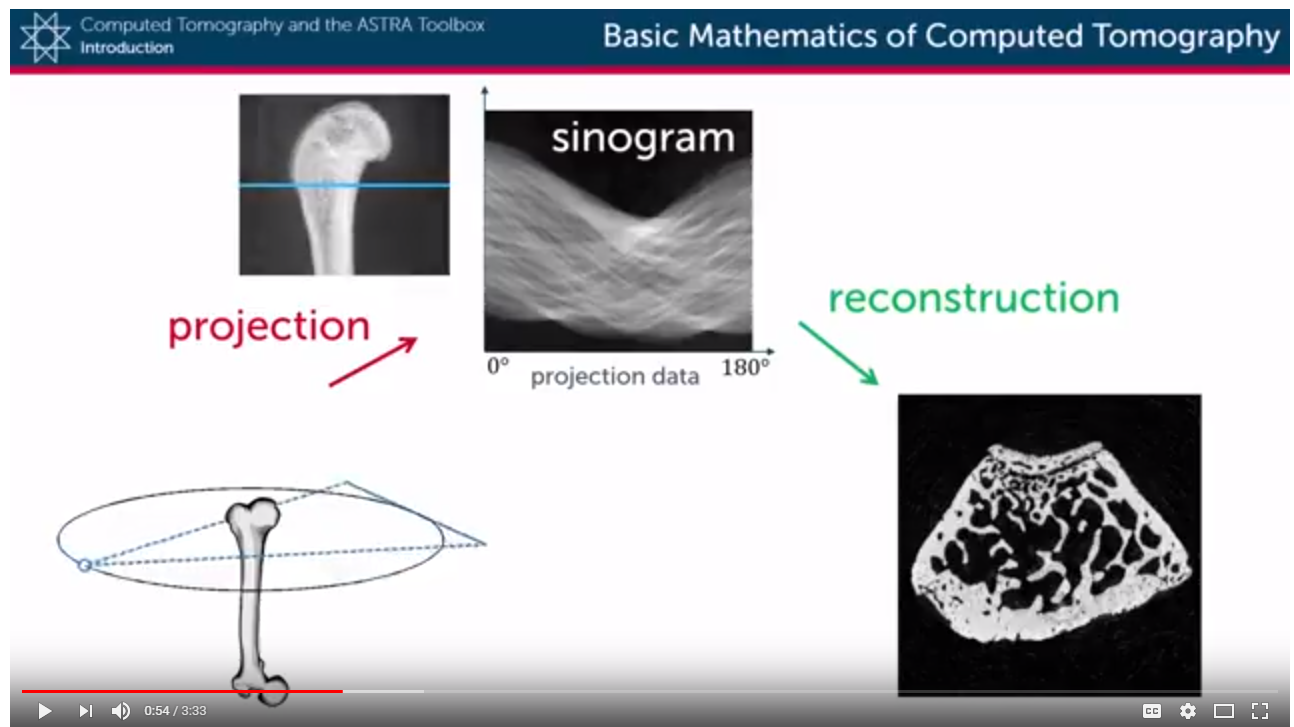 Computed Tomography and the ASTRA Toolbox
Introduction
Basic Mathematics of Computed Tomography
sinogram
projection
reconstruction
0° 180°
projection data
0:54 / 3:33
CC